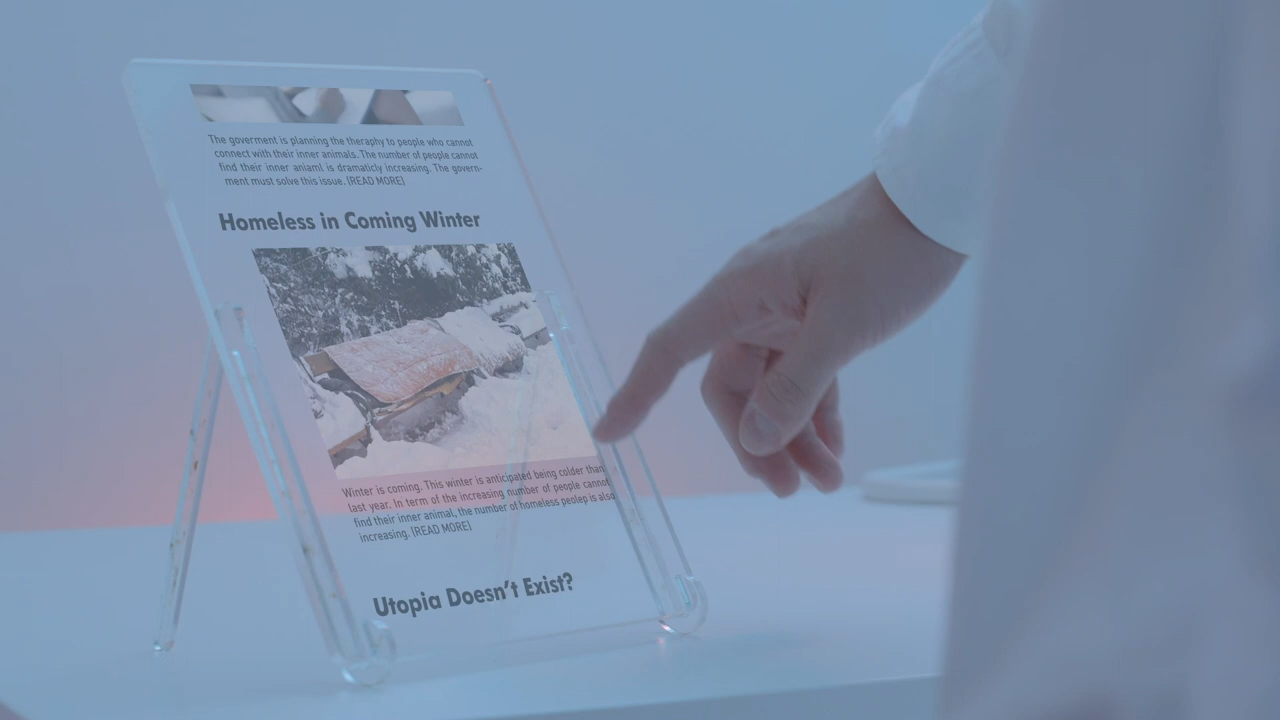 The goverment is planning the theraphy to people who cannot
connect with their inner animals. The number of people cannot
find their inner aniaml is dramaticly increasing. The govern-
ment must solve this issue. [READ MORE]
Homeless in Coming Winter
Winter is coming. This winter is anticipated being colder than
last year. In term of the increasing number of people cannot
find their inner animal, the number of homeless peolep is also
increasing. [READ MORE]
Utopia Doesn't Exist?